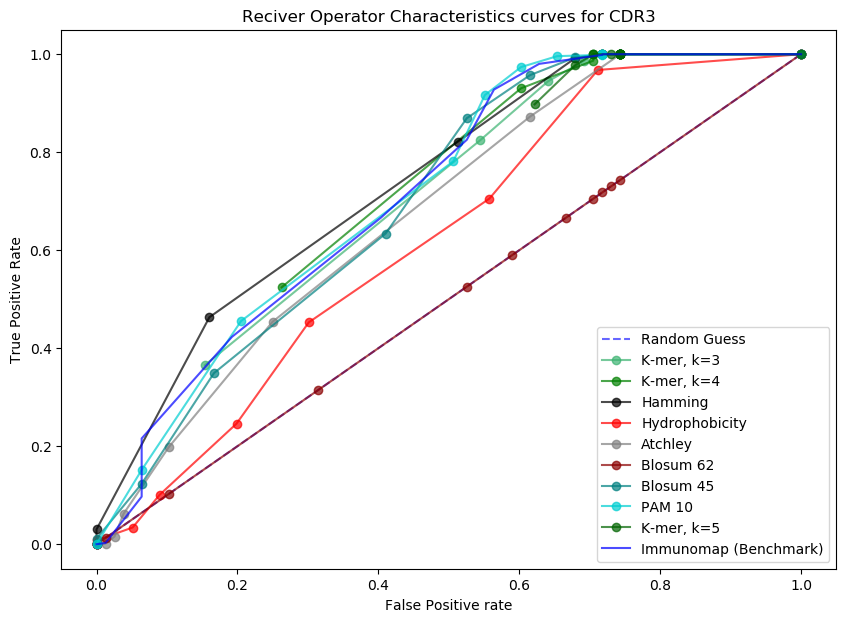 Reciver Operator Characteristics curves for CDR3
True Positive Rate
1.0
0.8
0.6
0.4
0.2
0.0
0.0 0.2 0.4 0.6 0.8 1.0
False Positive rate
Random Guess
K-mer, k=3
K-mer, k=4
Hamming
Hydrophobicity
Atchley
Blosum 62
Blosum 45
PAM 10
K-mer, k=5
Immunomap (Benchmark)